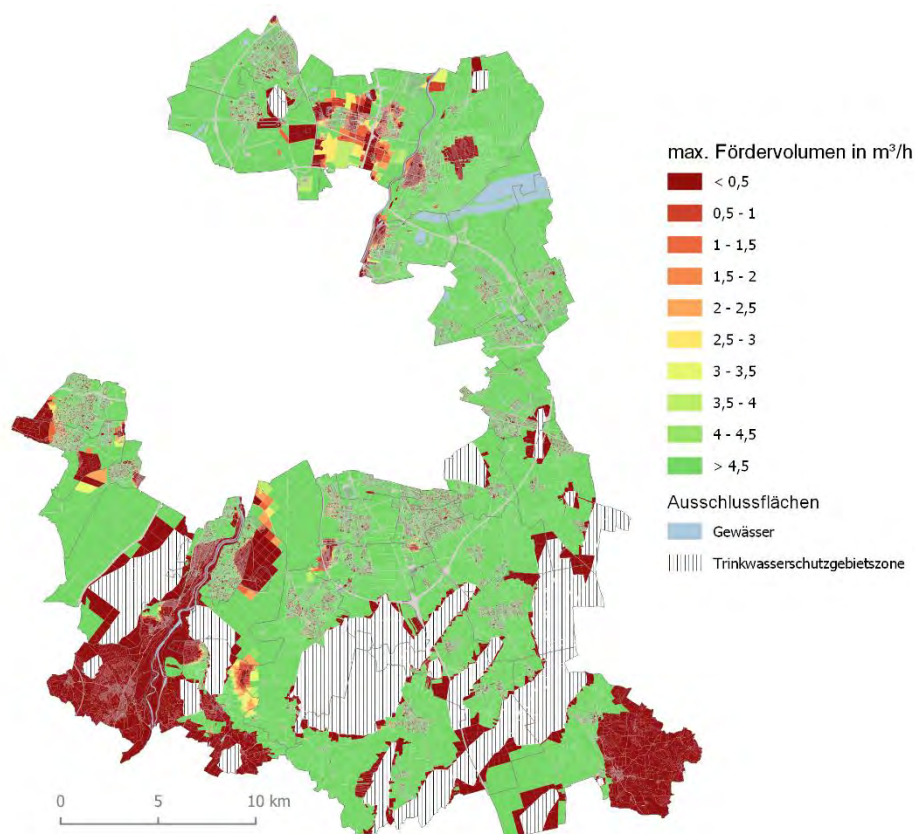 max. Fördervolumen in m³/h
< 0,5
0,5 - 1
1 - 1,5
1,5 - 2
2 - 2,5
2,5 - 3
3 - 3,5
3,5 - 4
4 - 4,5
> 4,5
Ausschlussflächen
Gewässer
Trinkwasserschutzgebietszone
0 5 10 km